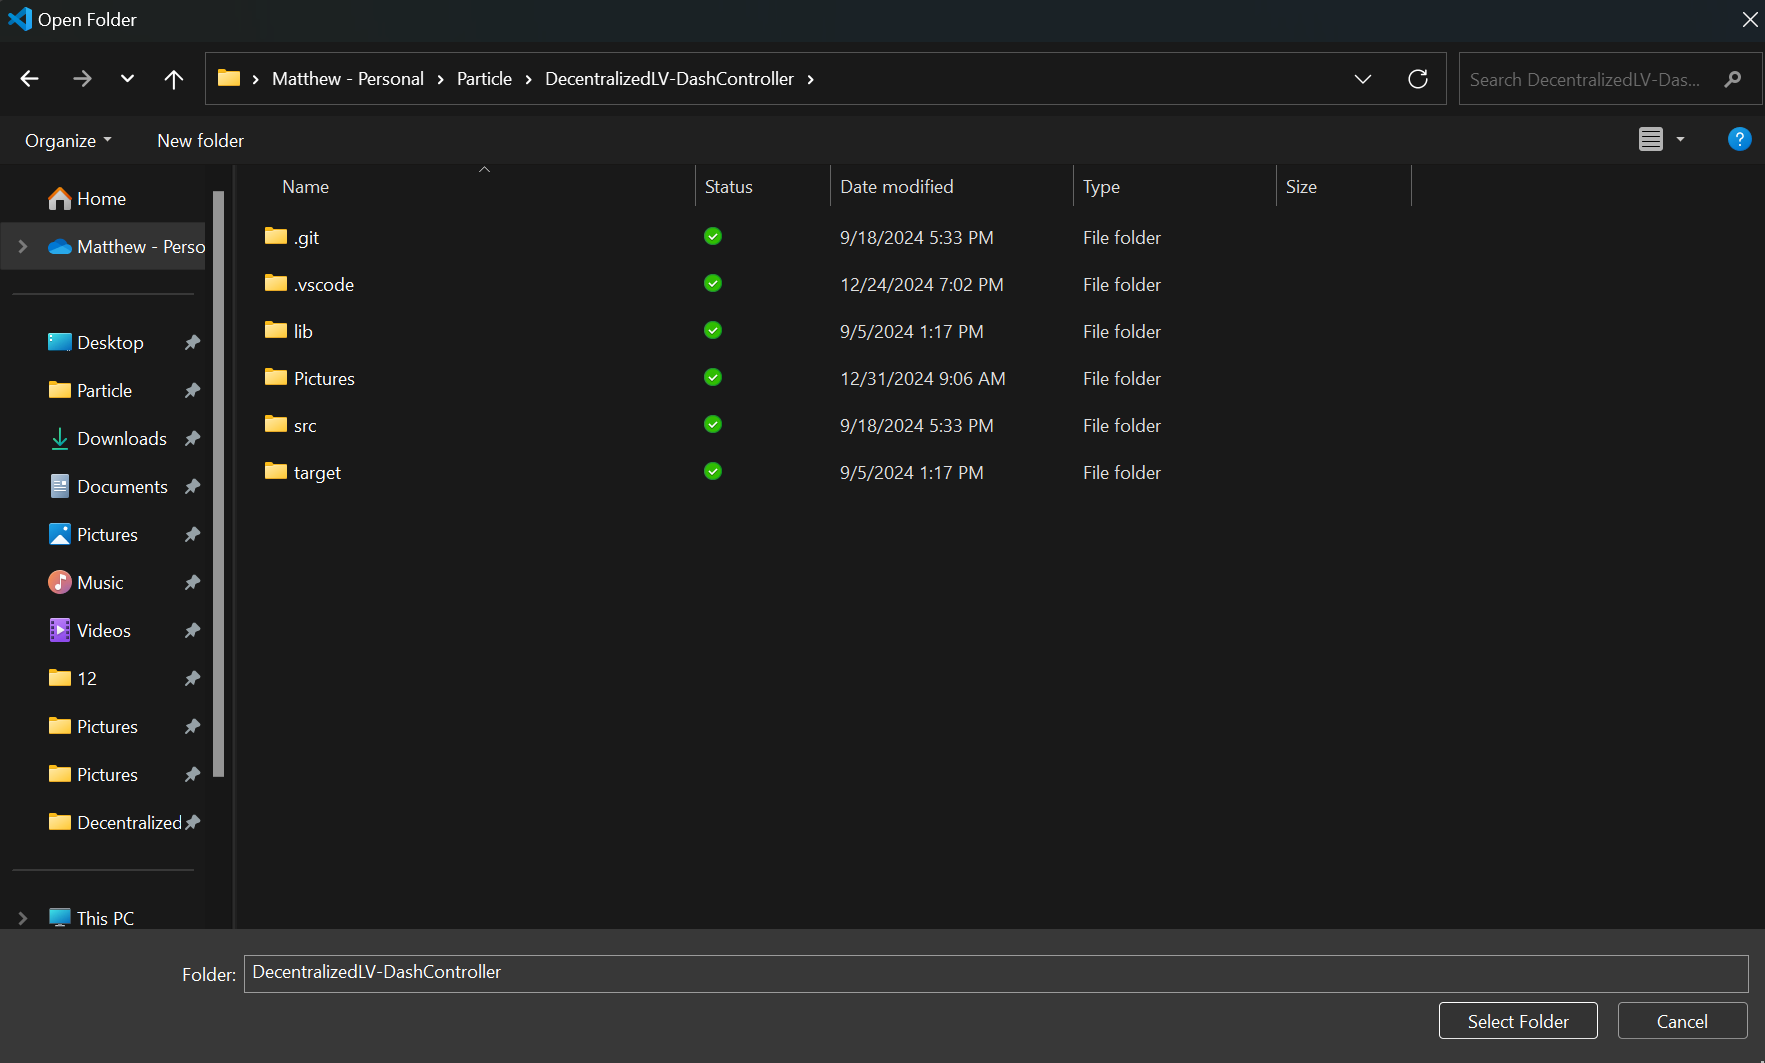 Open Folder
Matthew - Personal > Particle > DecentralizedLV-DashController >
Search DecentralizedLV-Das...
Organize
New folder
?
Home
Matthew - Perso
Desktop
Particle
Downloads
Documents
Pictures
Music
Videos
12
Pictures
Pictures
Decentralized
This PC
Name Status Date modified Type Size
.git 9/18/2024 5:33 PM File folder
.vscode 12/24/2024 7:02 PM File folder
lib 9/5/2024 1:17 PM File folder
Pictures 12/31/2024 9:06 AM File folder
src 9/18/2024 5:33 PM File folder
target 9/5/2024 1:17 PM File folder
Folder: DecentralizedLV-DashController
Select Folder Cancel